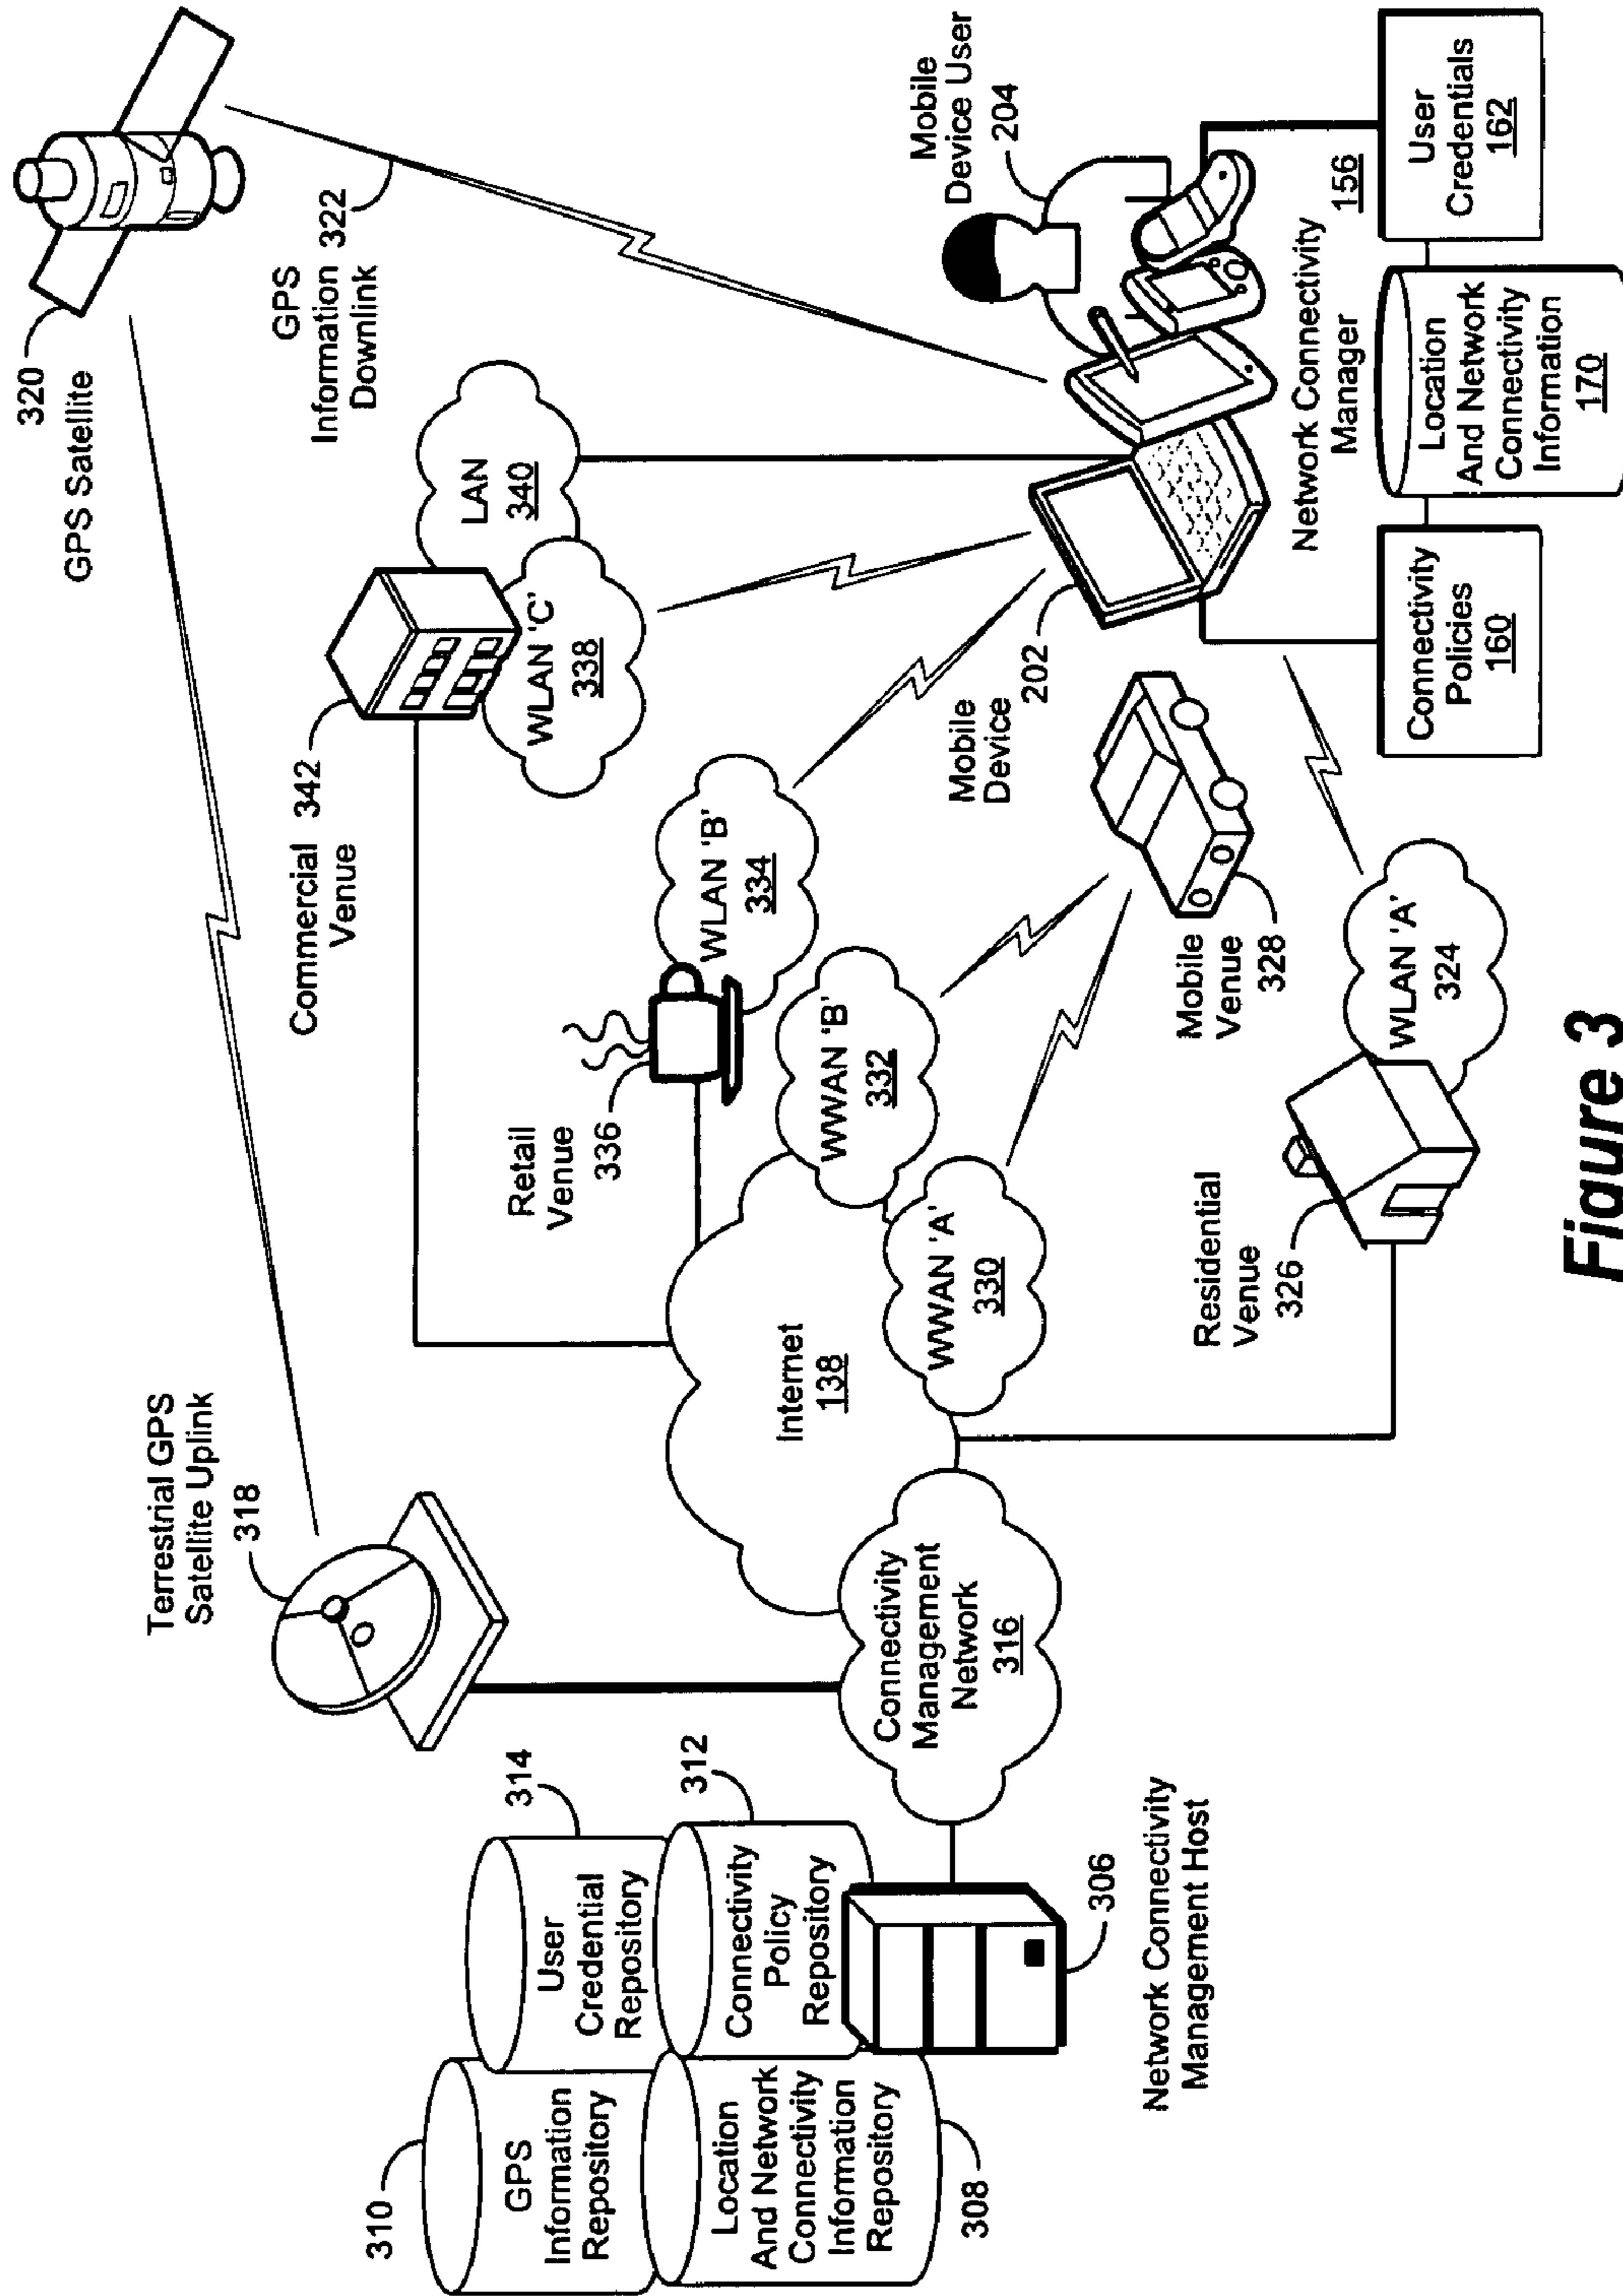 310
GPS
Information
Repository
314
User
Credential
Repository
Location
And Network
Connectivity
Information
Repository
308
312
Connectivity
Policy
Repository
306
Network Connectivity
Management Host
Terrestrial GPS
Satellite Uplink
318
Connectivity
Management
Network
316
Internet
138
320
GPS Satellite
GPS
Information 322
Downlink
Commercial 342
Venue
LAN
340
WLAN 'C'
338
Retail
Venue
336
WLAN 'B'
334
WWAN 'B'
332
WWAN 'A'
330
Mobile
Device User
204
Mobile
Device 202
Mobile
Venue
328
Residential
Venue
326
WLAN 'A'
324
Network Connectivity 156
Manager
Connectivity
Policies
160
Location
And Network
Connectivity
Information
170
User
Credentials
162
Figure 3